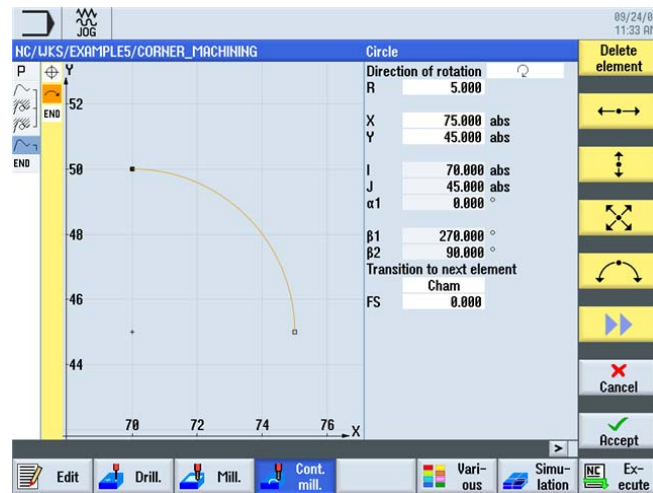 JOG
09/24/0
11:33 AM
NC/WKS/EXAMPLE5/CORNER_MACHINING
Circle
Delete element
P
END
END
Y
52
50
48
46
44
70 72 74 76 X
Direction of rotation
R 5.000
X 75.000 abs
Y 45.000 abs
I 70.000 abs
J 45.000 abs
α1 0.000 °
β1 270.000 °
β2 90.000 °
Transition to next element
Cham
FS 0.000
Cancel
Accept
>
Edit
Drill.
Mill.
Cont. mill.
Vari- ous
Simu- lation
NC
Ex- ecute